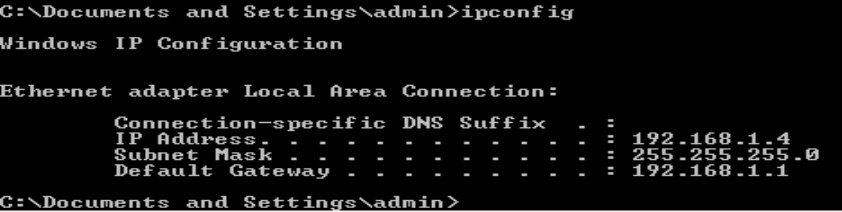 C:\Documents and Settings\admin>ipconfig
Windows IP Configuration
Ethernet adapter Local Area Connection:
Connection-specific DNS Suffix . :
IP Address. . . . . . . . . . . . : 192.168.1.4
Subnet Mask . . . . . . . . . . . : 255.255.255.0
Default Gateway . . . . . . . . . : 192.168.1.1
C:\Documents and Settings\admin>